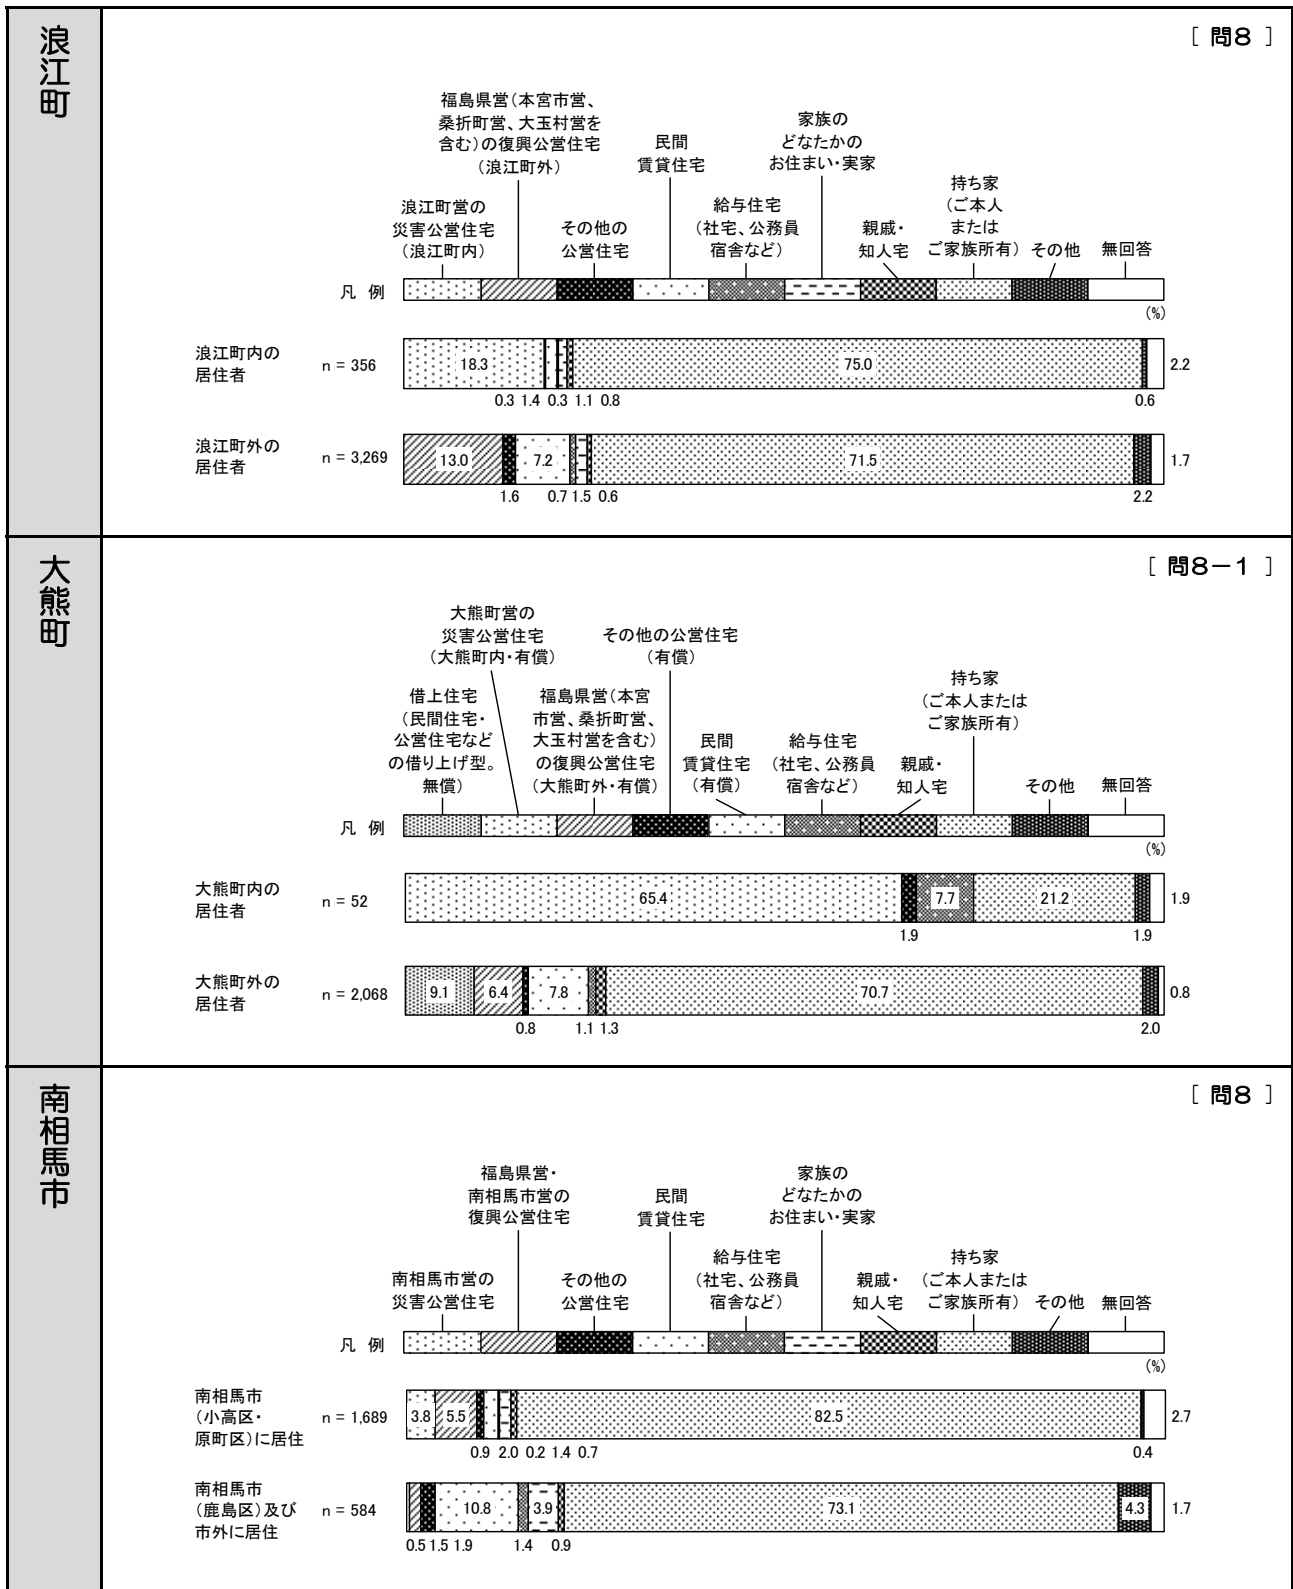 浪江町
[ 問8 ]
福島県営(本宮市営、
桑折町営、大玉村営を
含む)の復興公営住宅
(浪江町外)
家族の
どなたかの
お住まい・実家
民間
賃貸住宅
持ち家
(ご本人
または
ご家族所有)
浪江町営の
災害公営住宅
(浪江町内)
その他の
公営住宅
給与住宅
(社宅、公務員
宿舎など)
親戚・
知人宅
その他
無回答
凡 例
(%)
浪江町内の
居住者
n = 356
18.3
75.0
2.2
0.3 1.4 0.3 1.1 0.8
0.6
浪江町外の
居住者
n = 3,269
13.0
7.2
71.5
1.7
1.6
0.7 1.5 0.6
2.2
大熊町
[ 問8-1 ]
大熊町営の
災害公営住宅
(大熊町内・有償)
その他の公営住宅
(有償)
持ち家
(ご本人または
ご家族所有)
借上住宅
(民間住宅・
公営住宅など
の借り上げ型。
無償)
福島県営(本宮
市営、桑折町営、
大玉村営を含む)
の復興公営住宅
(大熊町外・有償)
民間
賃貸住宅
(有償)
給与住宅
(社宅、公務員
宿舎など)
親戚・
知人宅
その他
無回答
凡 例
(%)
大熊町内の
居住者
n = 52
65.4
7.7
21.2
1.9
1.9
1.9
大熊町外の
居住者
n = 2,068
9.1
6.4
7.8
70.7
0.8
0.8
1.1 1.3
2.0
南相馬市
[ 問8 ]
福島県営・
南相馬市営の
復興公営住宅
家族の
どなたかの
お住まい・実家
民間
賃貸住宅
南相馬市営の
災害公営住宅
その他の
公営住宅
給与住宅
(社宅、公務員
宿舎など)
親戚・
知人宅
持ち家
(ご本人または
ご家族所有)
その他
無回答
凡 例
(%)
南相馬市
(小高区・
原町区)に居住
n = 1,689
3.8
5.5
82.5
2.7
0.9 2.0 0.2 1.4 0.7
0.4
南相馬市
(鹿島区)及び
市外に居住
n = 584
10.8
3.9
73.1
4.3
1.7
0.5 1.5 1.9
1.4
0.9